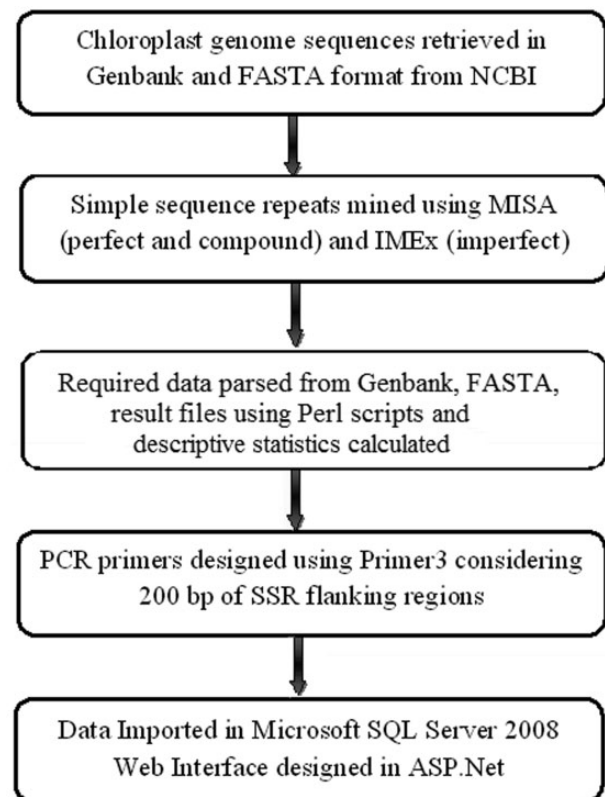 Chloroplast genome sequences retrieved in
Genbank and FASTA format from NCBI
Simple sequence repeats mined using MISA
(perfect and compound) and IMEx (imperfect)
Required data parsed from Genbank, FASTA,
result files using Perl scripts and
descriptive statistics calculated
PCR primers designed using Primer3 considering
200 bp of SSR flanking regions
Data Imported in Microsoft SQL Server 2008
Web Interface designed in ASP.Net